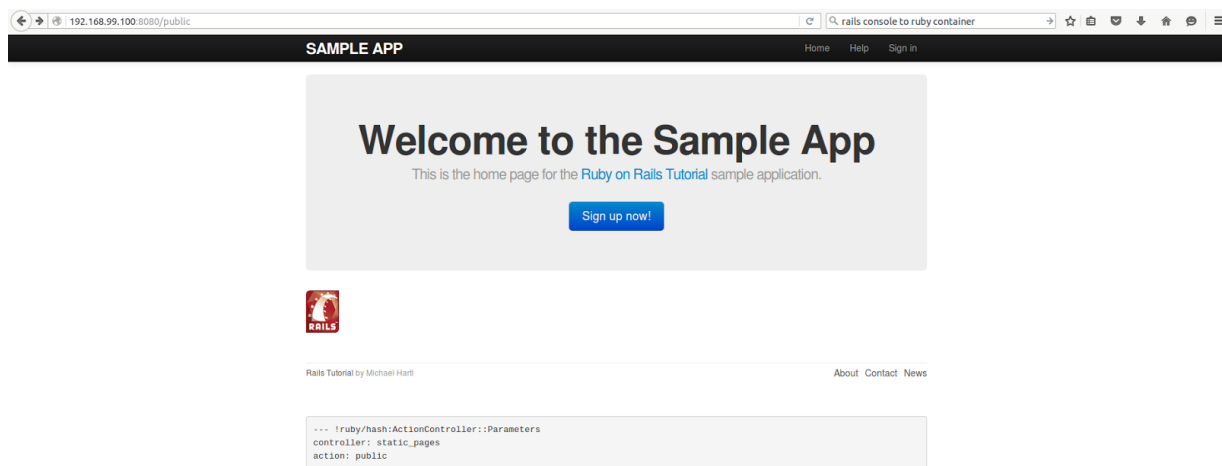 192.168.99.100:8080/public
rails console to ruby container
SAMPLE APP
Home Help Sign in
Welcome to the Sample App
This is the home page for the Ruby on Rails Tutorial sample application.
Sign up now!
RAILS
Rails Tutorial by Michael Hartl
About Contact News
--- !ruby/hash:ActionController::Parameters
controller: static_pages
action: public